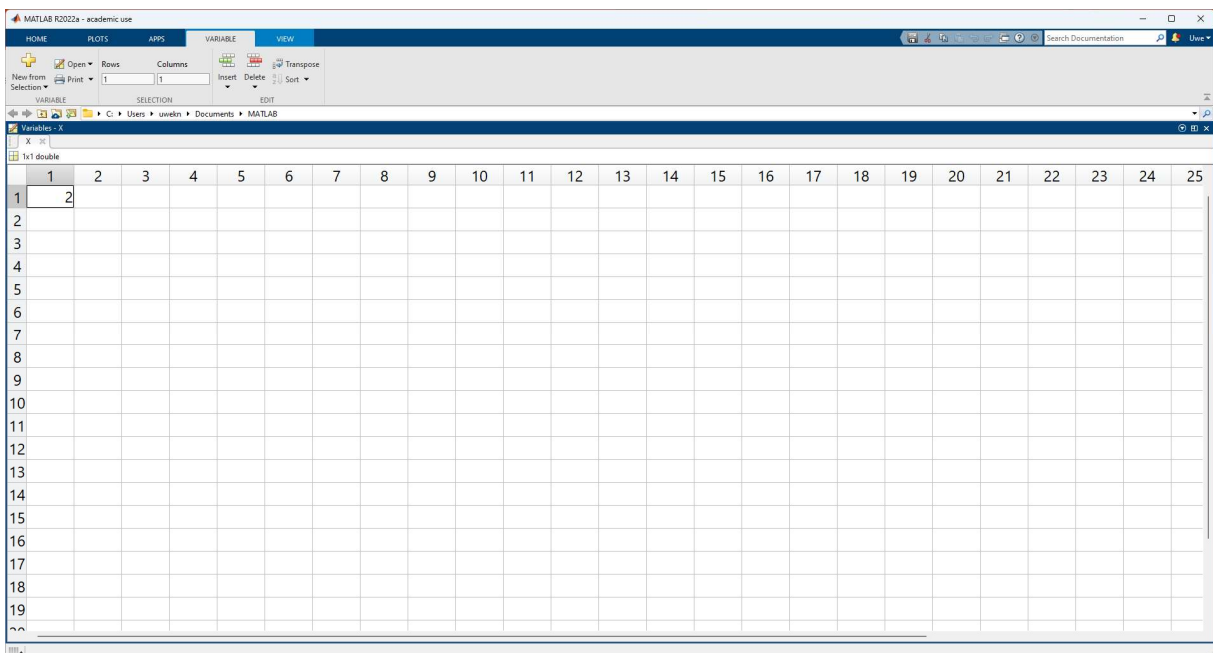 MATLAB R2022a - academic use
HOME PLOTS APPS VARIABLE VIEW Search Documentation Uwe
New from Selection
Open Rows Columns Insert Delete Transpose
Print 1 1 Sort
VARIABLE SELECTION EDIT
C: Users uwekn Documents MATLAB
Variables - X
X
1x1 double
1 2 3 4 5 6 7 8 9 10 11 12 13 14 15 16 17 18 19 20 21 22 23 24 25
1 2
2
3
4
5
6
7
8
9
10
11
12
13
14
15
16
17
18
19